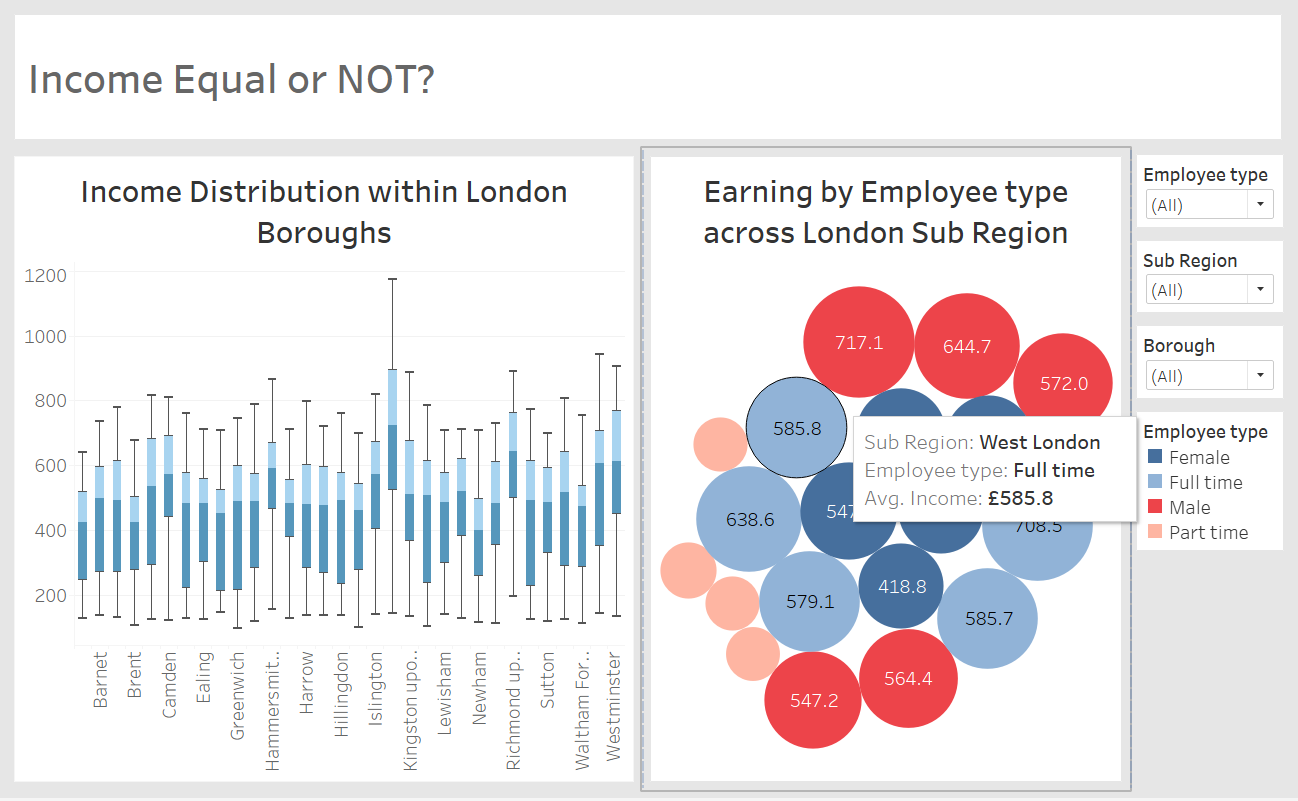 Income Equal or NOT?
Income Distribution within London
Boroughs
1200
1000
800
600
400
200
Barnet
Brent
Camden
Ealing
Greenwich
Hammersmit..
Harrow
Hillingdon
Islington
Kingston upo..
Lewisham
Newham
Richmond up..
Sutton
Waltham For..
Westminster
Earning by Employee type
across London Sub Region
717.1
644.7
572.0
585.8
Sub Region: West London
Employee type: Full time
Avg. Income: £585.8
638.6
547
708.5
579.1
418.8
585.7
564.4
547.2
Employee type
(All)
Sub Region
(All)
Borough
(All)
Employee type
Female
Full time
Male
Part time